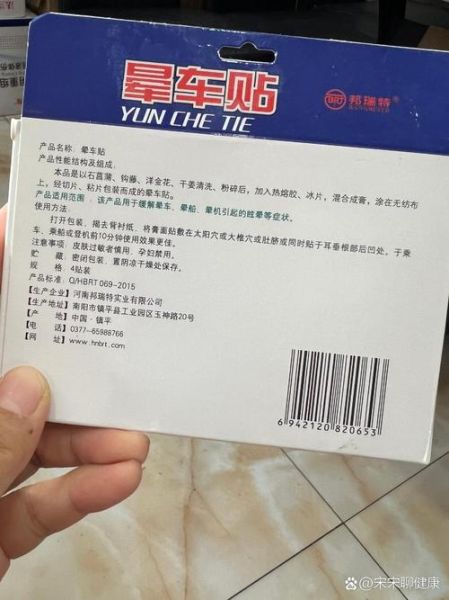 晕车贴
YUN CHE TIE
BRT 邦瑞特®
产品名称: 晕车贴
产品性能结构及组成:
本品是以石菖蒲、钩藤、洋金花、干姜清洗、粉碎后，加入热熔胶、冰片，混合成膏，涂在无纺布
上，经切片、粘片包装而成的晕车贴。
产品适用范围: 该产品用于缓解晕车、晕船、晕机引起的眩晕等症状。
使用方法:
打开包装，揭去背衬纸，将膏面贴敷在太阳穴或大椎穴或肚脐或同时贴于耳垂根部后凹处。于乘
车、乘船或登机前10分钟使用效果更佳。
注意事项: 皮肤过敏者慎用，孕妇禁用。
贮 藏: 密闭包装，置阴凉干燥处保存。
规 格: 4贴装
产品标准: Q/HBRT 069-2015
【生产企业】河南邦瑞特实业有限公司
【生产地址】南阳市镇平县工业园区玉神路20号
【产 地】中国·镇平
【电 话】0377-65988766
【网 址】www.hnbrt.com
6 942120 820653
@宋宋聊健康